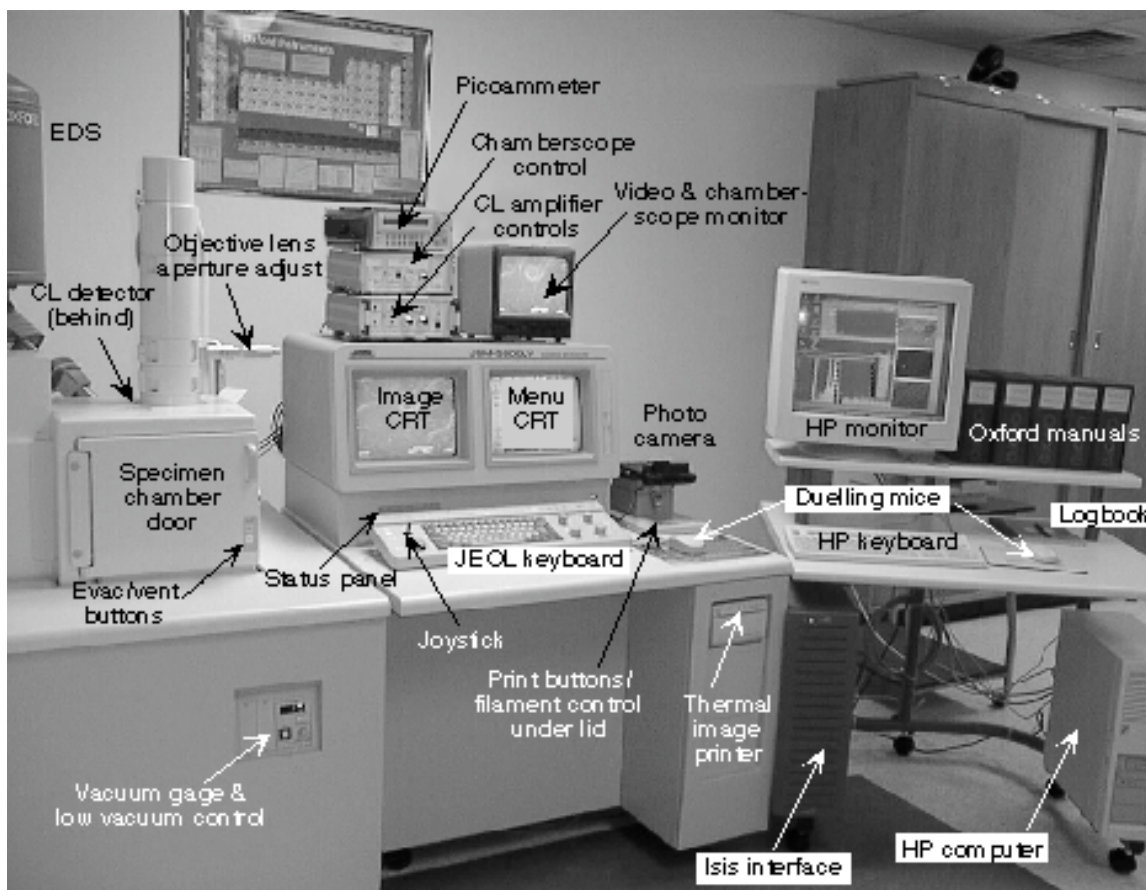 Oxford Instruments
Picoammeter
EDS
Chamberscope
control
Video & chamber-
scope monitor
CL amplifier
controls
Objective lens
aperture adjust
CL detector
(behind)
Image
CRT
Menu
CRT
Photo
camera
HP monitor
Oxford manuals
Specimen
chamber
door
Duelling mice
Logbook
JEOL keyboard
HP keyboard
Status panel
Evac/vent
buttons
Joystick
Print buttons/
filament control
under lid
Thermal
image
printer
Vacuum gage &
low vacuum control
Isis interface
HP computer